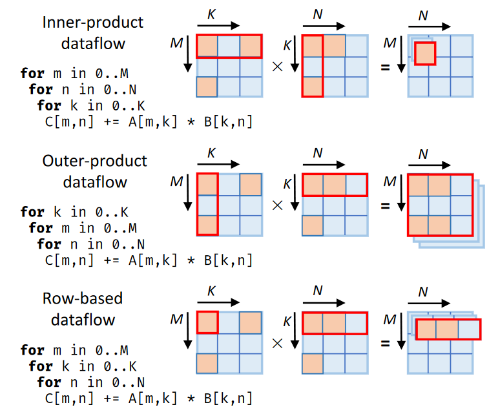 Inner-product
dataflow
for m in 0..M
for n in 0..N
for k in 0..K
C[m,n] += A[m,k] * B[k,n]
K
M
×
N
K
=
N
M
Outer-product
dataflow
for k in 0..K
for m in 0..M
for n in 0..N
C[m,n] += A[m,k] * B[k,n]
K
M
×
N
K
=
N
M
Row-based
dataflow
for m in 0..M
for k in 0..K
for n in 0..N
C[m,n] += A[m,k] * B[k,n]
K
M
×
N
K
=
N
M